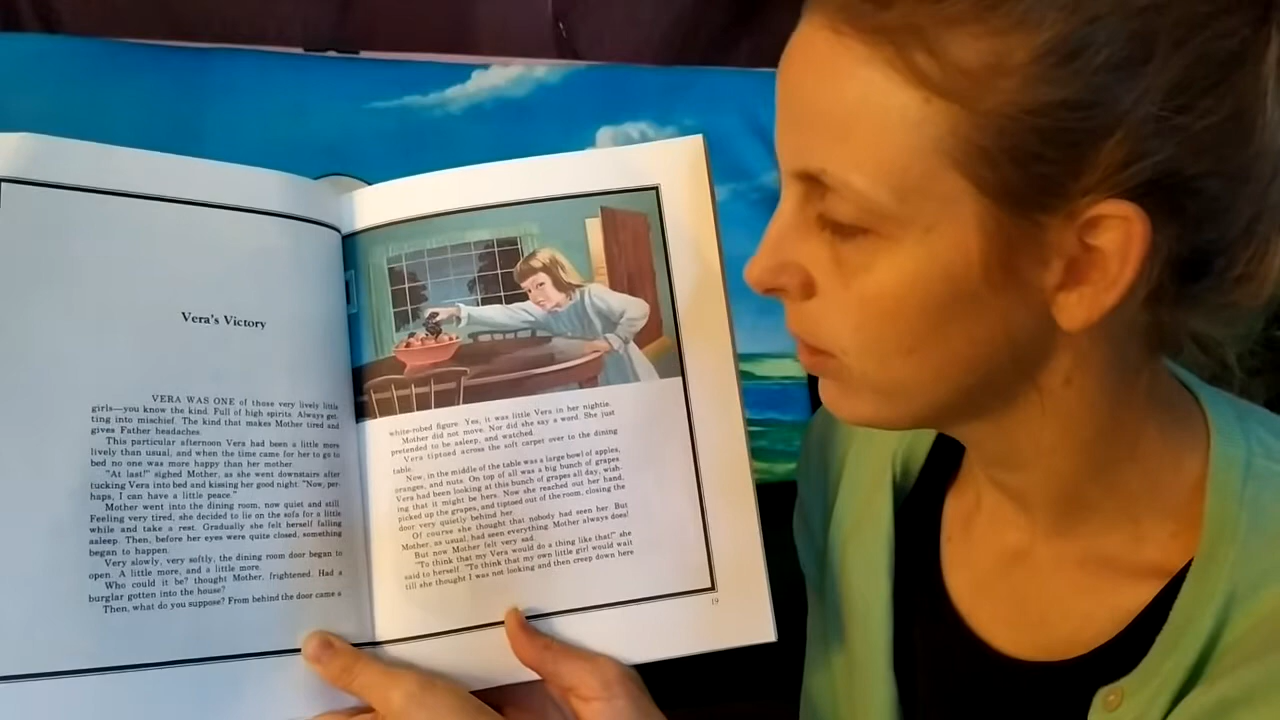 Vera's Victory
VERA WAS ONE of those very lively little
girls—you know the kind. Full of high spirits. Always get-
ting into mischief. The kind that makes Mother tired and
gives Father headaches.
This particular afternoon Vera had been a little more
lively than usual, and when the time came for her to go to
bed no one was more happy than her mother.
"At last!" sighed Mother, as she went downstairs after
tucking Vera into bed and kissing her good night. "Now, per-
haps, I can have a little peace."
Mother went into the dining room, now quiet and still.
Feeling very tired, she decided to lie on the sofa for a little
while and take a rest. Gradually she felt herself falling
asleep. Then, before her eyes were quite closed, something
began to happen.
Very slowly, very softly, the dining room door began to
open. A little more, and a little more.
Who could it be? thought Mother, frightened. Had a
burglar gotten into the house?
Then, what do you suppose? From behind the door came a
white-robed figure. Yes, it was little Vera in her nightie.
Mother did not move. Nor did she say a word. She just
pretended to be asleep, and watched.
Vera tiptoed across the soft carpet over to the dining
table.
Now, in the middle of the table was a large bowl of apples,
oranges, and nuts. On top of all was a big bunch of grapes.
Vera had been looking at this bunch of grapes all day, wish-
ing that it might be hers. Now she reached out her hand,
picked up the grapes, and tiptoed out of the room, closing the
door very quietly behind her.
Of course she thought that nobody had seen her. But
Mother, as usual, had seen everything. Mother always does!
But now Mother felt very sad.
"To think that my Vera would do a thing like that!" she
said to herself. "To think that my own little girl would wait
till she thought I was not looking and then creep down here
19